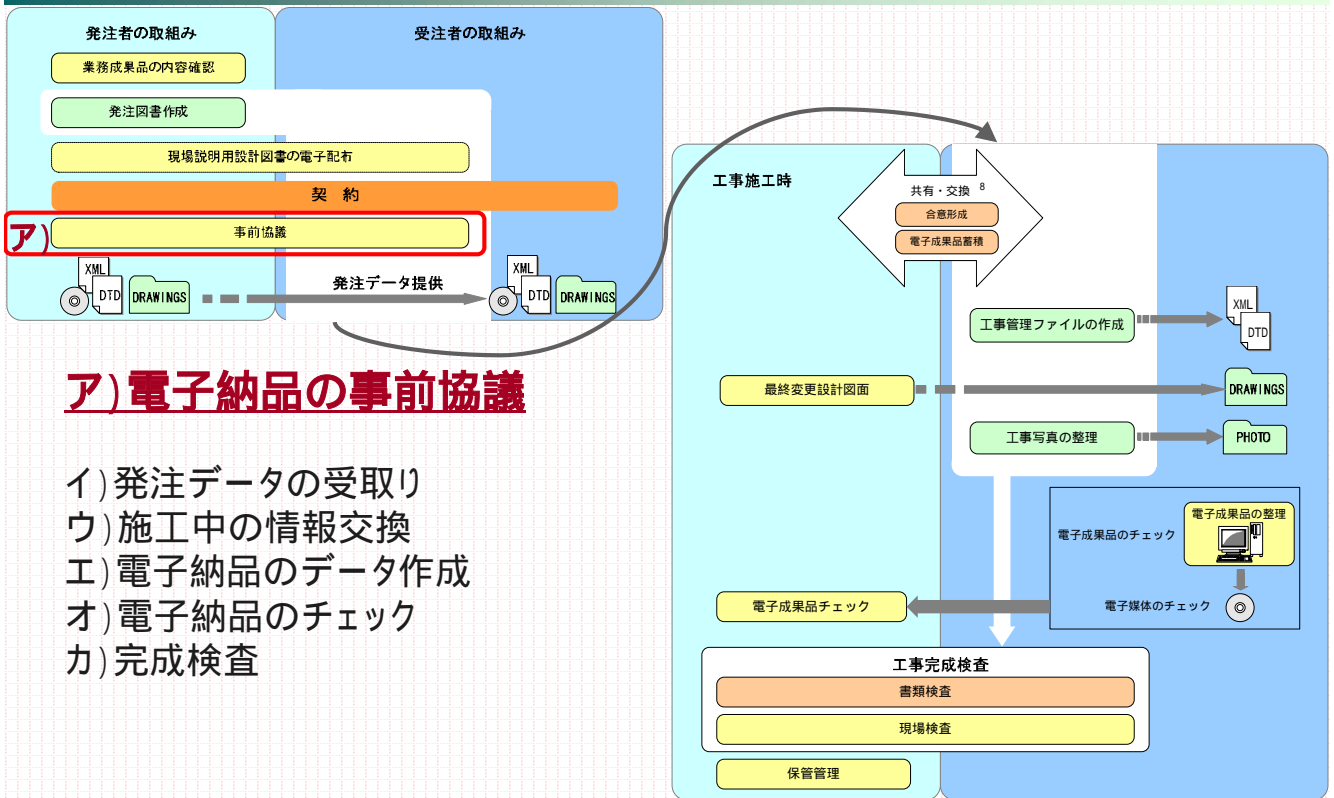 発注者の取組み
受注者の取組み
業務成果品の内容確認
発注図書作成
現場説明用設計図書の電子配布
契 約
ア)
事前協議
XML
DTD
DRAWINGS
発注データ提供
XML
DTD
DRAWINGS
ア)電子納品の事前協議
イ)発注データの受取り
ウ)施工中の情報交換
エ)電子納品のデータ作成
オ)電子納品のチェック
カ)完成検査
工事施工時
共有・交換 8
合意形成
電子成果品蓄積
工事管理ファイルの作成
XML
DTD
最終変更設計図面
DRAWINGS
工事写真の整理
PHOTO
電子成果品の整理
電子成果品のチェック
電子媒体のチェック
電子成果品チェック
工事完成検査
書類検査
現場検査
保管管理